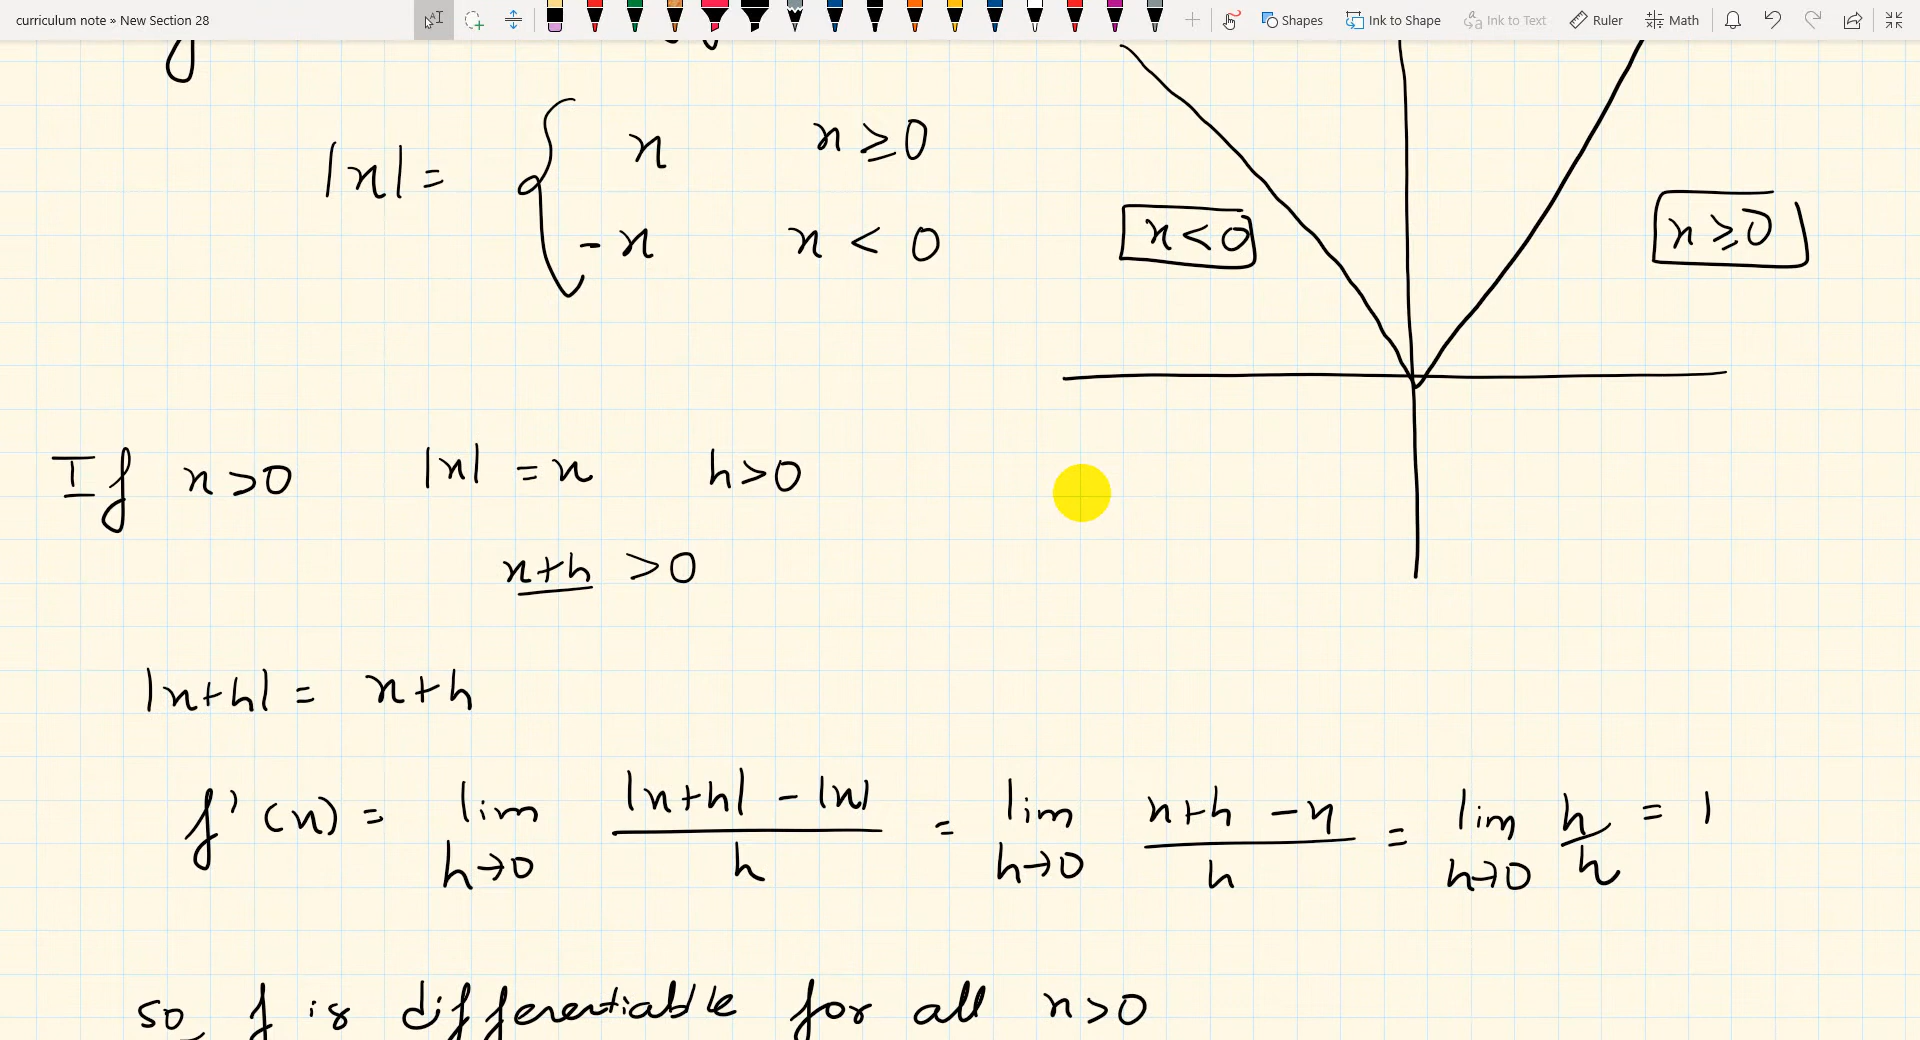 curriculum note » New Section 28
Shapes Ink to Shape Ink to Text Ruler Math
|x| = { x x ≥ 0
-x x < 0
x < 0
x ≥ 0
If x > 0 |x| = x h > 0
x+h > 0
|x+h| = x+h
f'(x) = lim h→0 |x+h| - |x| / h = lim h→0 x+h - x / h = lim h→0 h / h = 1
so f is differentiable for all x > 0